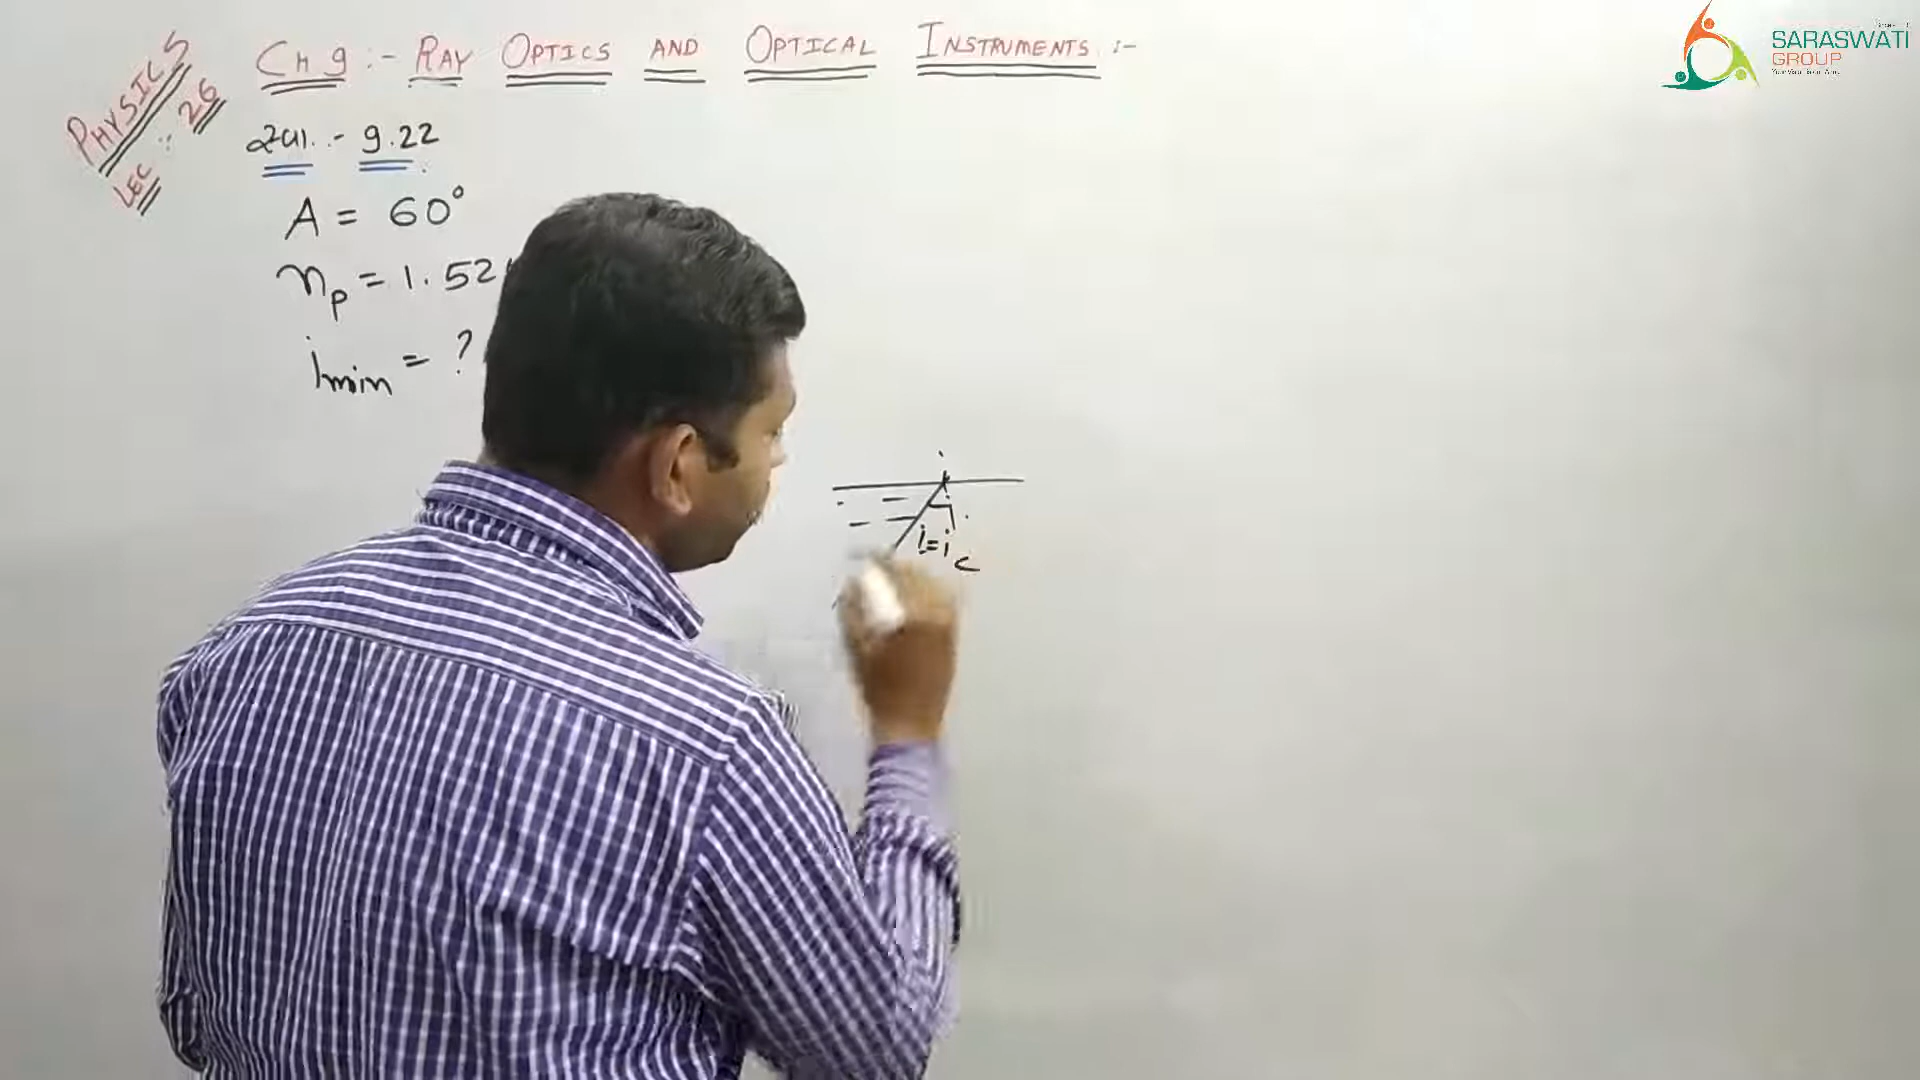 PHYSICS
LEC :: 26
CH 9 :- RAY OPTICS AND OPTICAL INSTRUMENTS :-
SARASWATI
GROUP
9.22
A = 60°
np = 1.52
imin = ?
i = ic